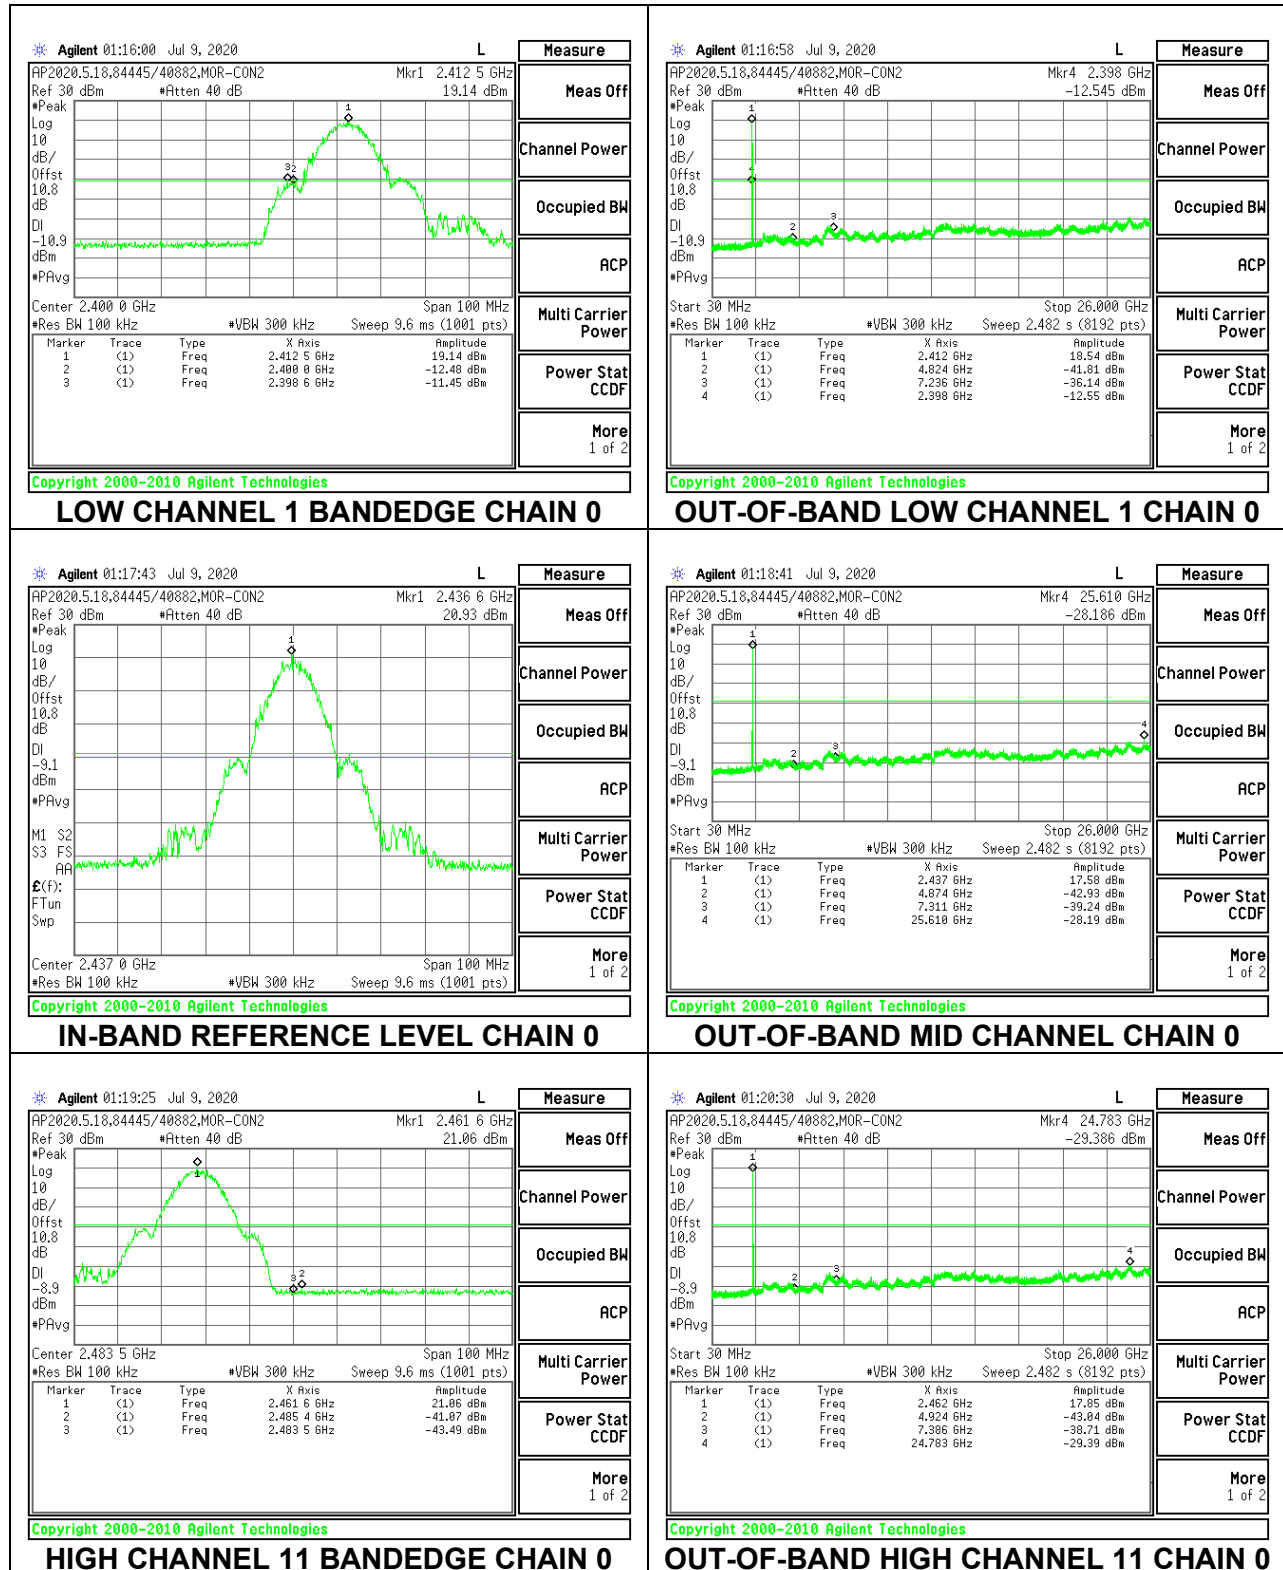 Agilent 01:16:00 Jul 9, 2020 L Measure
AP2020.5.18,84445/40882,MOR-CON2 Mkr1 2.412 5 GHz
Ref 30 dBm #Atten 40 dB 19.14 dBm Meas Off
#Peak
1
Log
10
dB/
Channel Power
Offst
10.8
dB
3 2
Occupied BW
DI
-10.9
dBm
ACP
#PAvg
Center 2.400 0 GHz Span 100 MHz
#Res BW 100 kHz #VBW 300 kHz Sweep 9.6 ms (1001 pts)
Multi Carrier
Power
Marker Trace Type X Axis Amplitude
1 (1) Freq 2.412 5 GHz 19.14 dBm
2 (1) Freq 2.400 0 GHz -12.48 dBm
3 (1) Freq 2.398 6 GHz -11.45 dBm
Power Stat
CCDF
More
1 of 2
Copyright 2000-2010 Agilent Technologies
LOW CHANNEL 1 BANDEDGE CHAIN 0
Agilent 01:16:58 Jul 9, 2020 L Measure
AP2020.5.18,84445/40882,MOR-CON2 Mkr4 2.398 GHz
Ref 30 dBm #Atten 40 dB -12.545 dBm Meas Off
#Peak
1
Log
10
dB/
Channel Power
Offst
10.8
dB
4
Occupied BW
DI
-10.9
dBm
2 3
ACP
#PAvg
Start 30 MHz Stop 26.000 GHz
#Res BW 100 kHz #VBW 300 kHz Sweep 2.482 s (8192 pts)
Multi Carrier
Power
Marker Trace Type X Axis Amplitude
1 (1) Freq 2.412 GHz 18.54 dBm
2 (1) Freq 4.824 GHz -41.81 dBm
3 (1) Freq 7.236 GHz -36.14 dBm
4 (1) Freq 2.398 GHz -12.55 dBm
Power Stat
CCDF
More
1 of 2
Copyright 2000-2010 Agilent Technologies
OUT-OF-BAND LOW CHANNEL 1 CHAIN 0
Agilent 01:17:43 Jul 9, 2020 L Measure
AP2020.5.18,84445/40882,MOR-CON2 Mkr1 2.436 6 GHz
Ref 30 dBm #Atten 40 dB 20.93 dBm Meas Off
#Peak
1
Log
10
dB/
Channel Power
Offst
10.8
dB
Occupied BW
DI
-9.1
dBm
ACP
#PAvg
M1 S2
S3 FS
AA
Multi Carrier
Power
£(f):
FTun
Swp
Power Stat
CCDF
Center 2.437 0 GHz Span 100 MHz
#Res BW 100 kHz #VBW 300 kHz Sweep 9.6 ms (1001 pts)
More
1 of 2
Copyright 2000-2010 Agilent Technologies
IN-BAND REFERENCE LEVEL CHAIN 0
Agilent 01:18:41 Jul 9, 2020 L Measure
AP2020.5.18,84445/40882,MOR-CON2 Mkr4 25.610 GHz
Ref 30 dBm #Atten 40 dB -28.186 dBm Meas Off
#Peak
1
Log
10
dB/
Channel Power
Offst
10.8
dB
Occupied BW
DI
-9.1
dBm
2 3 4
ACP
#PAvg
Start 30 MHz Stop 26.000 GHz
#Res BW 100 kHz #VBW 300 kHz Sweep 2.482 s (8192 pts)
Multi Carrier
Power
Marker Trace Type X Axis Amplitude
1 (1) Freq 2.437 GHz 17.58 dBm
2 (1) Freq 4.874 GHz -42.93 dBm
3 (1) Freq 7.311 GHz -39.24 dBm
4 (1) Freq 25.610 GHz -28.19 dBm
Power Stat
CCDF
More
1 of 2
Copyright 2000-2010 Agilent Technologies
OUT-OF-BAND MID CHANNEL CHAIN 0
Agilent 01:19:25 Jul 9, 2020 L Measure
AP2020.5.18,84445/40882,MOR-CON2 Mkr1 2.461 6 GHz
Ref 30 dBm #Atten 40 dB 21.06 dBm Meas Off
#Peak
1
Log
10
dB/
Channel Power
Offst
10.8
dB
Occupied BW
DI
-8.9
dBm
3 2
ACP
#PAvg
Center 2.483 5 GHz Span 100 MHz
#Res BW 100 kHz #VBW 300 kHz Sweep 9.6 ms (1001 pts)
Multi Carrier
Power
Marker Trace Type X Axis Amplitude
1 (1) Freq 2.461 6 GHz 21.06 dBm
2 (1) Freq 2.485 4 GHz -41.07 dBm
3 (1) Freq 2.483 5 GHz -43.49 dBm
Power Stat
CCDF
More
1 of 2
Copyright 2000-2010 Agilent Technologies
HIGH CHANNEL 11 BANDEDGE CHAIN 0
Agilent 01:20:30 Jul 9, 2020 L Measure
AP2020.5.18,84445/40882,MOR-CON2 Mkr4 24.783 GHz
Ref 30 dBm #Atten 40 dB -29.386 dBm Meas Off
#Peak
1
Log
10
dB/
Channel Power
Offst
10.8
dB
Occupied BW
DI
-8.9
dBm
2 3 4
ACP
#PAvg
Start 30 MHz Stop 26.000 GHz
#Res BW 100 kHz #VBW 300 kHz Sweep 2.482 s (8192 pts)
Multi Carrier
Power
Marker Trace Type X Axis Amplitude
1 (1) Freq 2.462 GHz 17.85 dBm
2 (1) Freq 4.924 GHz -43.04 dBm
3 (1) Freq 7.386 GHz -38.71 dBm
4 (1) Freq 24.783 GHz -29.39 dBm
Power Stat
CCDF
More
1 of 2
Copyright 2000-2010 Agilent Technologies
OUT-OF-BAND HIGH CHANNEL 11 CHAIN 0